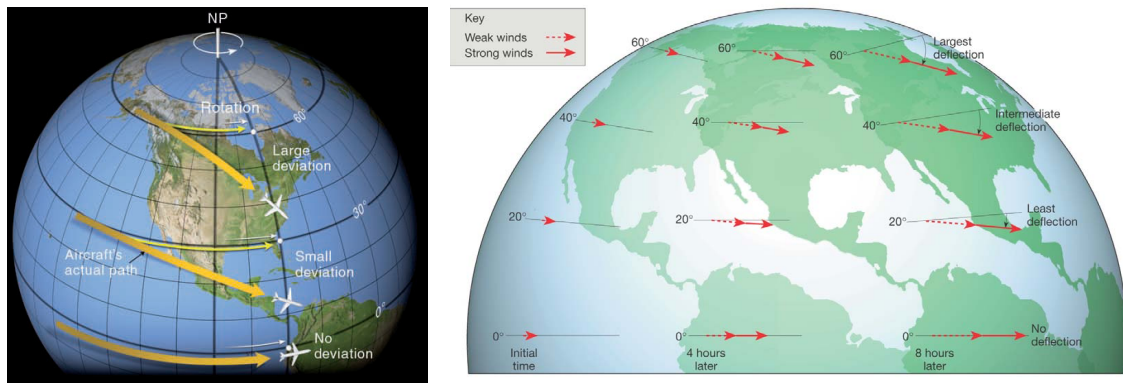 NP
Rotation
60°
Large
deviation
30°
Aircraft's
actual path
Small
deviation
0°
No
deviation
Key
Weak winds
Strong winds
60°
60°
60°
Largest
deflection
40°
40°
40°
Intermediate
deflection
20°
20°
20°
Least
deflection
0°
0°
0°
No
deflection
Initial
time
4 hours
later
8 hours
later